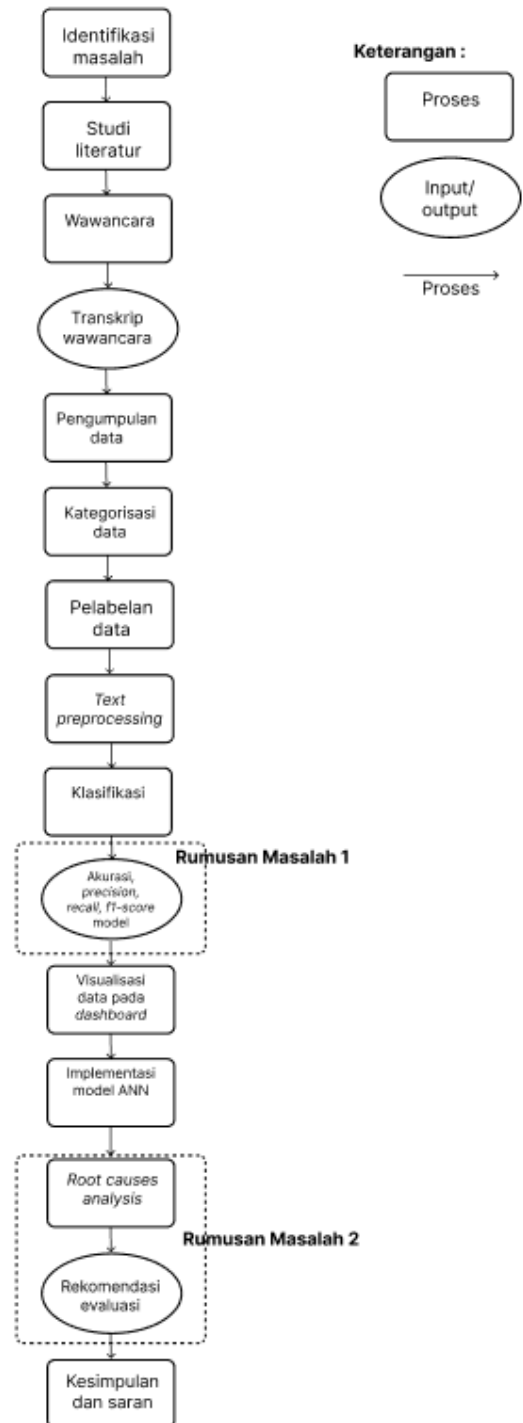 Identifikasi
masalah
Keterangan :
Proses
Studi
literatur
Input/
output
Wawancara
Proses
Transkrip
wawancara
Pengumpulan
data
Kategorisasi
data
Pelabelan
data
Text
preprocessing
Klasifikasi
Rumusan Masalah 1
Akurasi,
precision,
recall, f1-score
model
Visualisasi
data pada
dashboard
Implementasi
model ANN
Root causes
analysis
Rumusan Masalah 2
Rekomendasi
evaluasi
Kesimpulan
dan saran